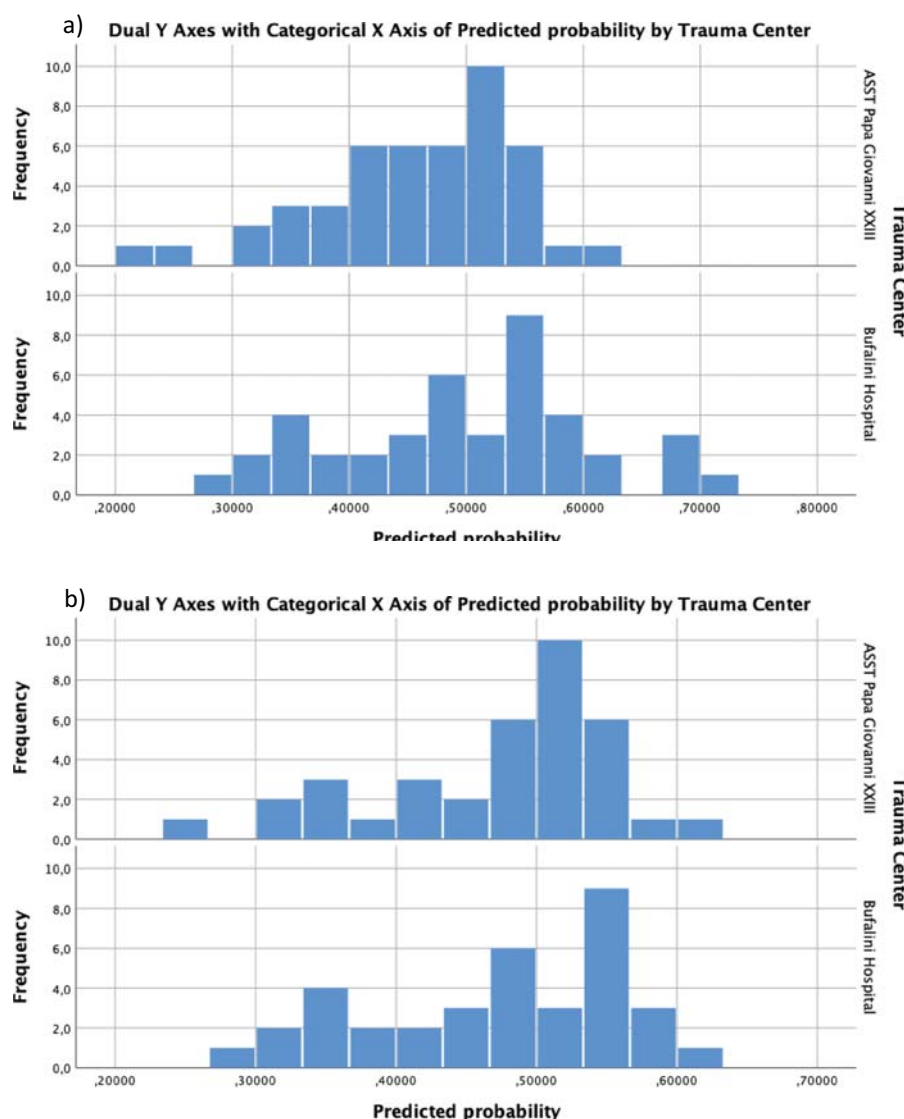 a)
Dual Y Axes with Categorical X Axis of Predicted probability by Trauma Center
10,0
8,0
6,0
4,0
2,0
0,0
Frequency
ASST Papa Giovanni XXIII
10,0
8,0
6,0
4,0
2,0
0,0
Frequency
Bufalini Hospital
Trauma Center
,20000 ,30000 ,40000 ,50000 ,60000 ,70000 ,80000
Predicted probability
b)
Dual Y Axes with Categorical X Axis of Predicted probability by Trauma Center
10,0
8,0
6,0
4,0
2,0
0,0
Frequency
ASST Papa Giovanni XXIII
10,0
8,0
6,0
4,0
2,0
0,0
Frequency
Bufalini Hospital
Trauma Center
,20000 ,30000 ,40000 ,50000 ,60000 ,70000
Predicted probability